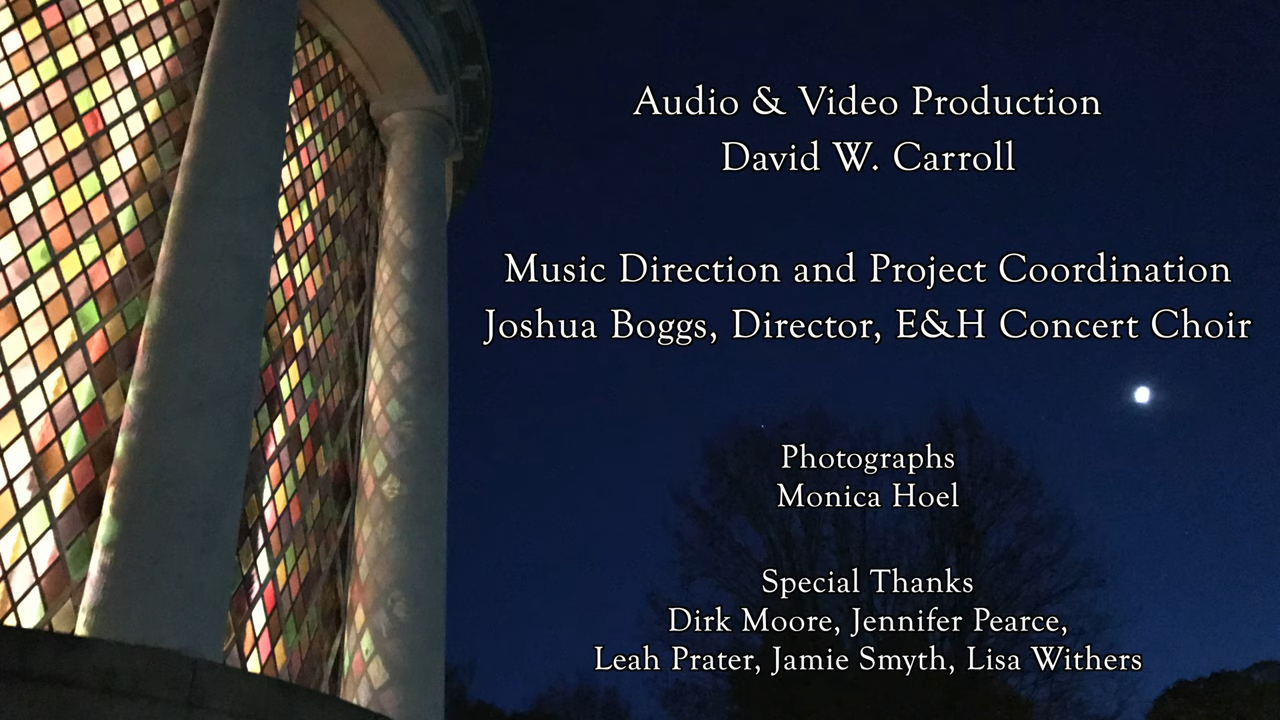 Audio & Video Production
David W. Carroll
Music Direction and Project Coordination
Joshua Boggs, Director, E&H Concert Choir
Photographs
Monica Hoel
Special Thanks
Dirk Moore, Jennifer Pearce,
Leah Prater, Jamie Smyth, Lisa Withers